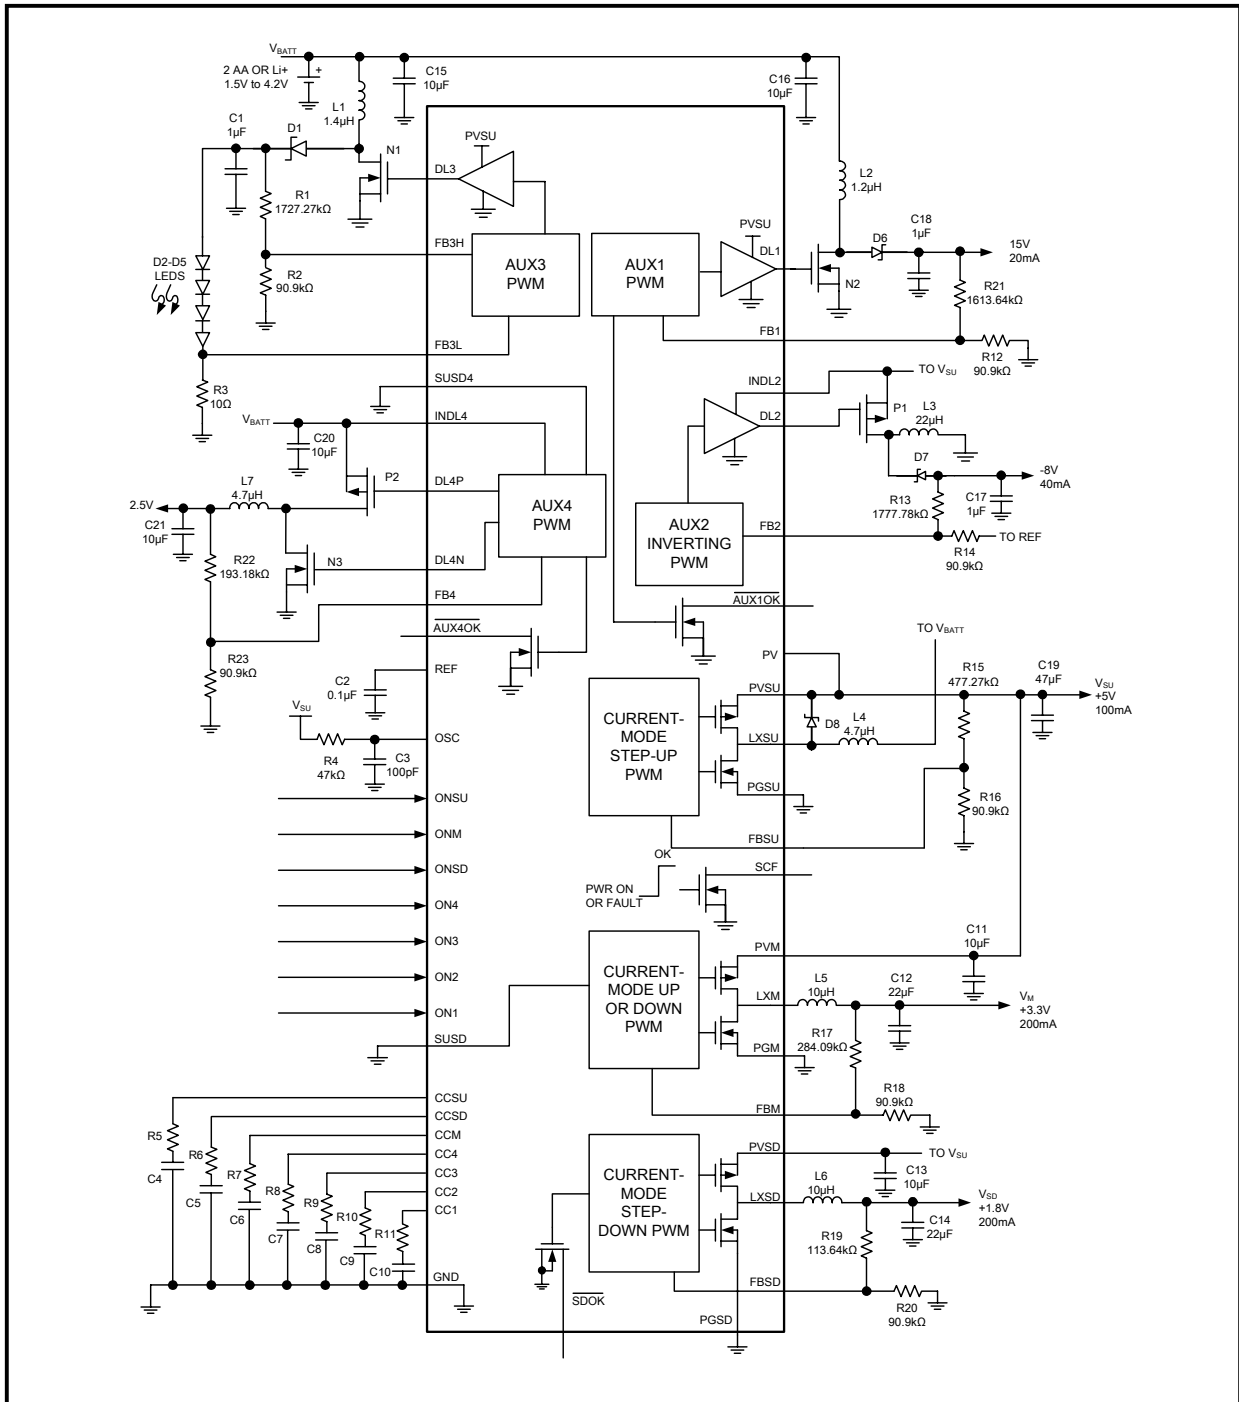 VBATT
2 AA OR Li+
1.5V to 4.2V
+
L1
1.4µH
C15
10µF
C16
10µF
C1
1µF
D1
N1
R1
1727.27kΩ
R2
90.9kΩ
D2-D5
LEDS
R3
10Ω
DL3
PVSU
FB3H
AUX3
PWM
FB3L
AUX1
PWM
PVSU
DL1
L2
1.2µH
N2
D6
C18
1µF
15V
20mA
R21
1613.64kΩ
FB1
R12
90.9kΩ
SUSD4
VBATT
INDL4
C20
10µF
P2
DL4P
L7
4.7µH
2.5V
C21
10µF
R22
193.18kΩ
N3
DL4N
AUX4
PWM
FB4
R23
90.9kΩ
AUX4OK
INDL2
TO VSU
DL2
P1
L3
22µH
D7
-8V
40mA
R13
1777.78kΩ
C17
1µF
AUX2
INVERTING
PWM
FB2
R14
90.9kΩ
TO REF
AUX1OK
REF
C2
0.1µF
VSU
R4
47kΩ
C3
100pF
OSC
PV
TO VBATT
CURRENT-
MODE
STEP-UP
PWM
PVSU
D8
L4
4.7µH
LXSU
PGSU
FBSU
R15
477.27kΩ
R16
90.9kΩ
C19
47µF
VSU
+5V
100mA
ONSU
ONM
ONSD
ON4
ON3
ON2
ON1
SUSD
OK
PWR ON
OR FAULT
SCF
CURRENT-
MODE UP
OR DOWN
PWM
PVM
C11
10µF
LXM
L5
10µH
C12
22µF
VM
+3.3V
200mA
R17
284.09kΩ
PGM
FBM
R18
90.9kΩ
CCSU
CCSD
CCM
CC4
CC3
CC2
CC1
R5
C4
R6
C5
R7
C6
R8
C7
R9
C8
R10
C9
R11
C10
GND
CURRENT-
MODE
STEP-
DOWN PWM
PVSD
TO VSU
C13
10µF
LXSD
L6
10µH
C14
22µF
VSD
+1.8V
200mA
R19
113.64kΩ
FBSD
R20
90.9kΩ
SDOK
PGSD